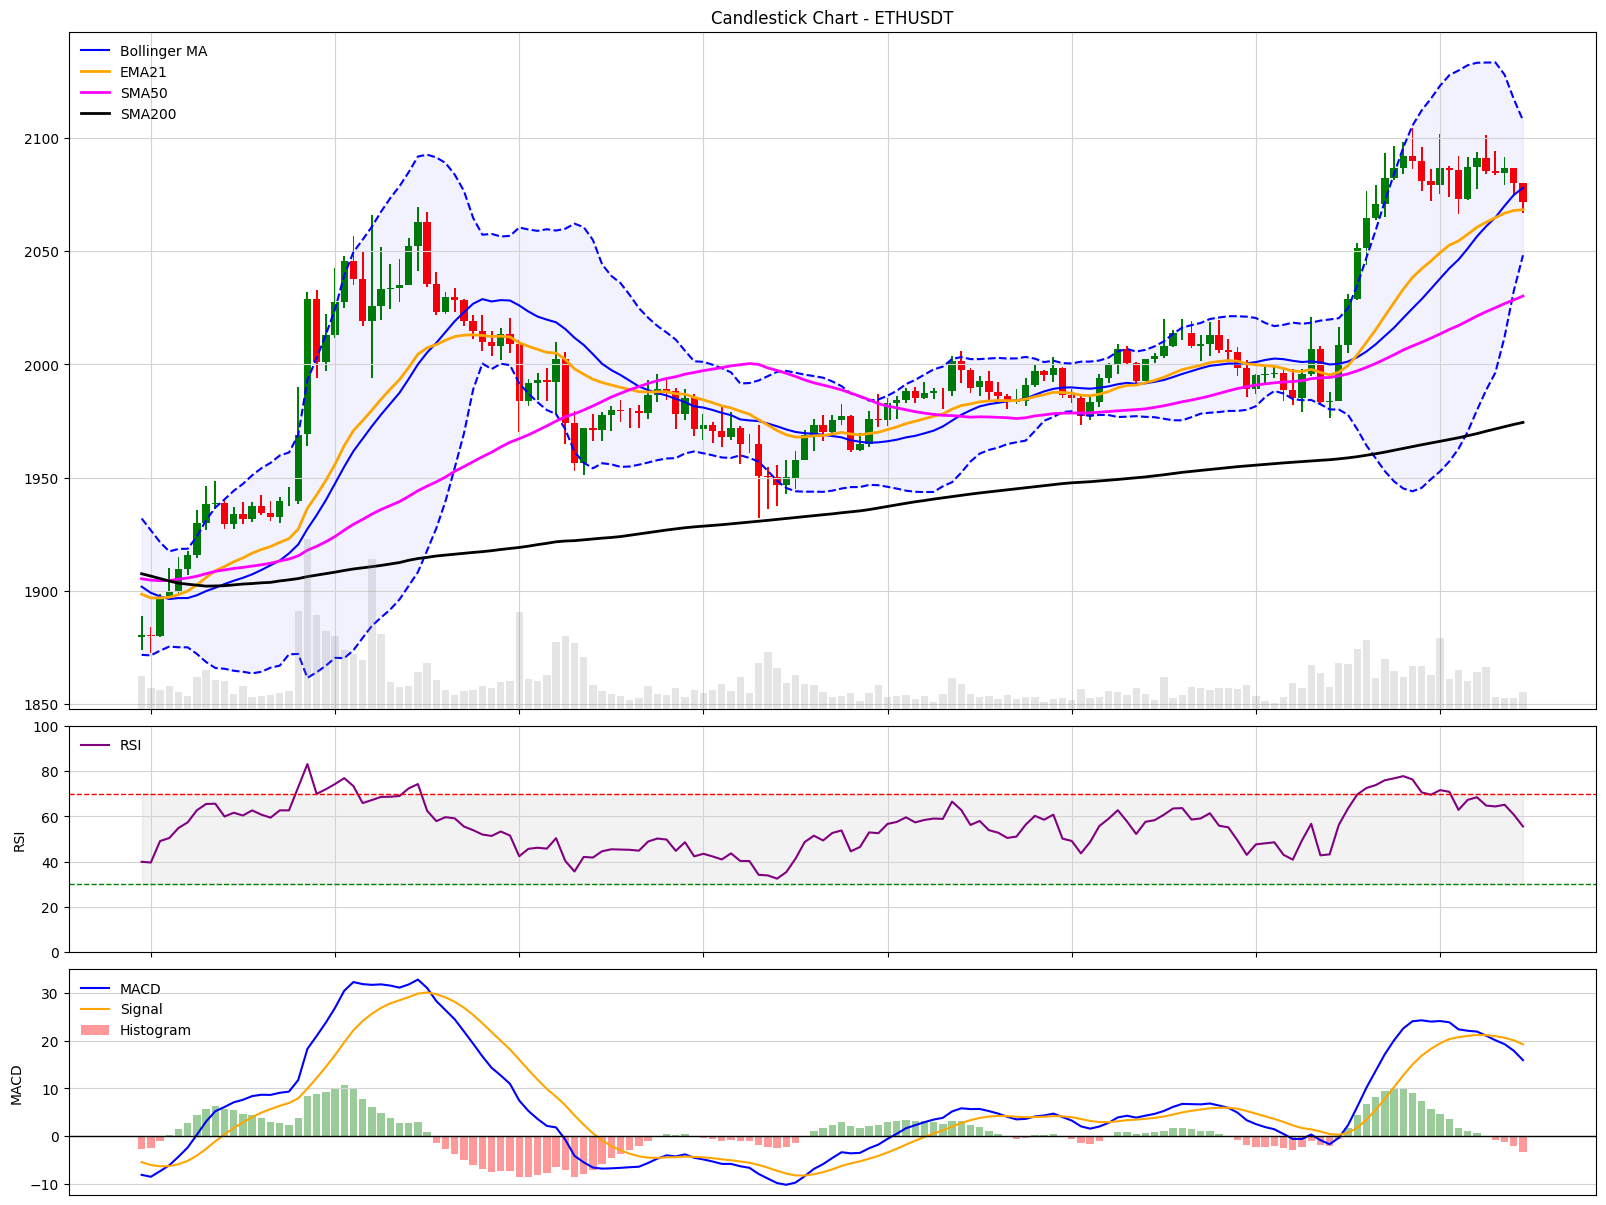 Candlestick Chart - ETHUSDT
Bollinger MA
EMA21
SMA50
SMA200
2100
2050
2000
1950
1900
1850
100
RSI
80
60
RSI
40
20
0
MACD
30
Signal
Histogram
20
MACD
10
0
−10